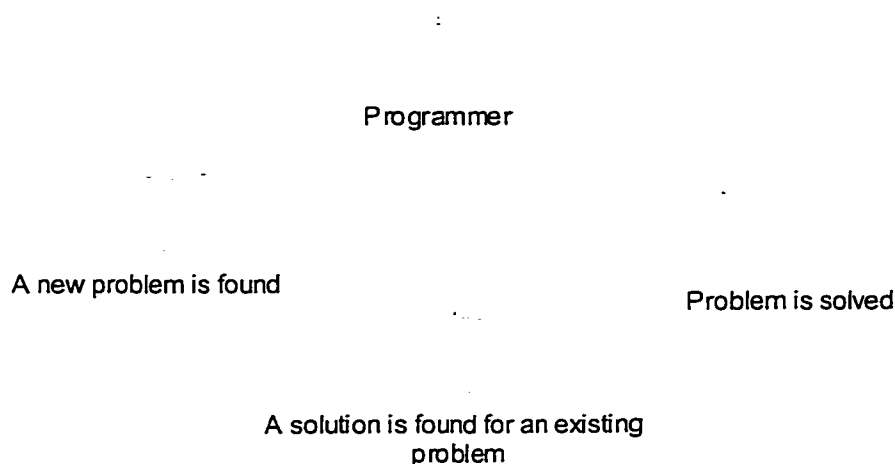 Programmer
A new problem is found
Problem is solved
A solution is found for an existing
problem